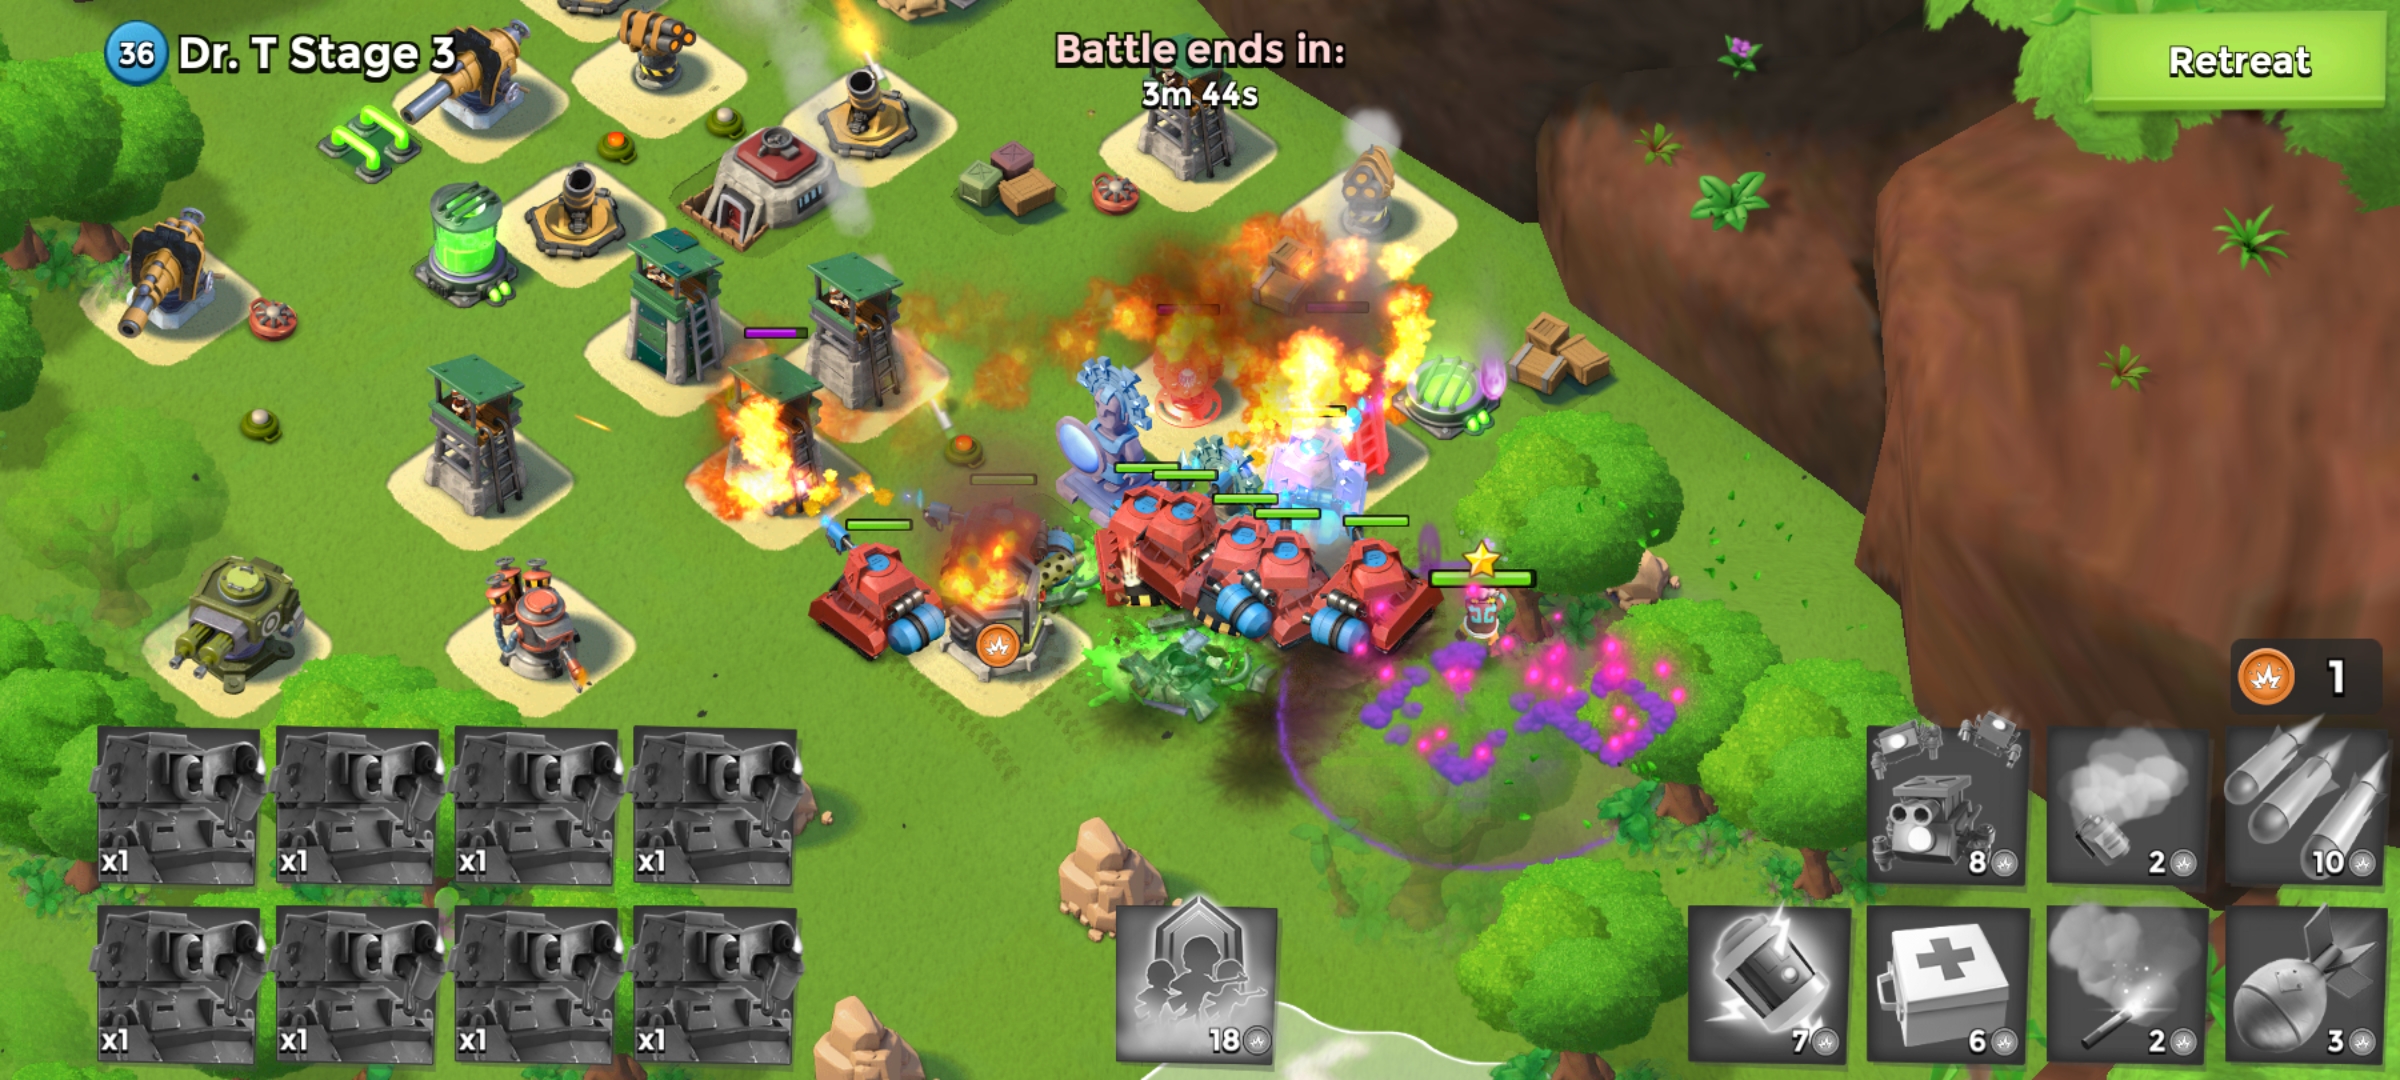 36 Dr. T Stage 3
Battle ends in:
3m 44s
Retreat
1
8
2
10
x1
x1
x1
x1
18
7
6
2
3
x1
x1
x1
x1